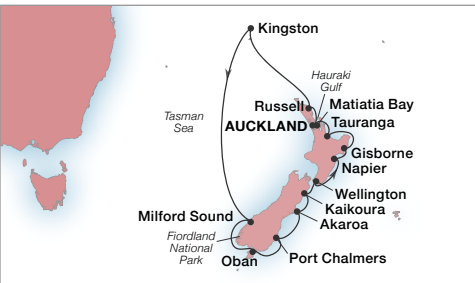 Kingston
Hauraki
Gulf
Russell
Matiatia Bay
Tasman
Sea
AUCKLAND
Tauranga
Gisborne
Napier
Wellington
Kaikoura
Milford Sound
Akaroa
Fiordland
National
Park
Oban
Port Chalmers